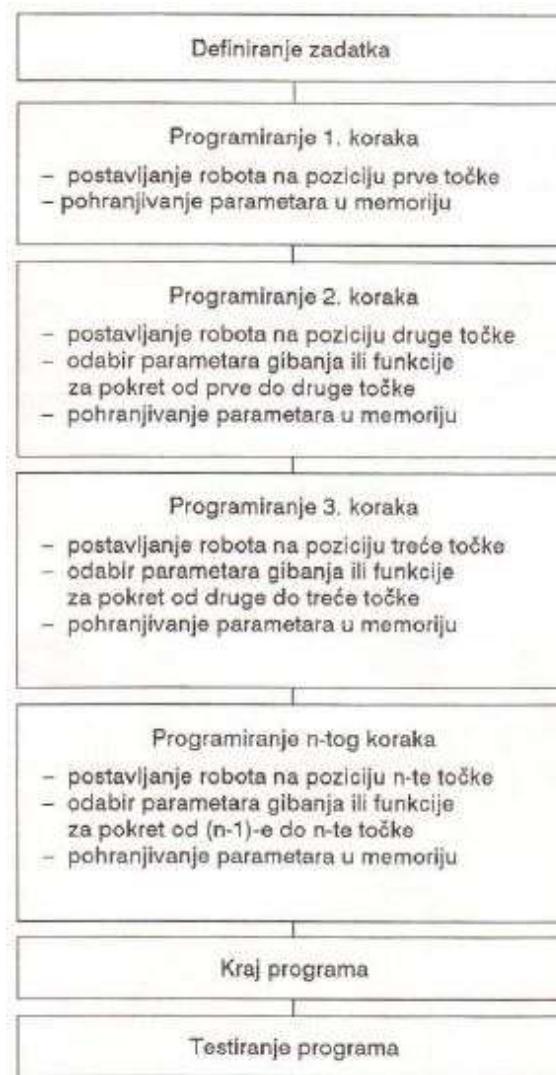 Definiranje zadatka
Programiranje 1. koraka
– postavljanje robota na poziciju prve točke
– pohranjivanje parametara u memoriju
Programiranje 2. koraka
– postavljanje robota na poziciju druge točke
– odabir parametara gibanja ili funkcije
za pokret od prve do druge točke
– pohranjivanje parametara u memoriju
Programiranje 3. koraka
– postavljanje robota na poziciju treće točke
– odabir parametara gibanja ili funkcije
za pokret od druge do treće točke
– pohranjivanje parametara u memoriju
Programiranje n-tog koraka
– postavljanje robota na poziciju n-te točke
– odabir parametara gibanja ili funkcije
za pokret od (n-1)-e do n-te točke
– pohranjivanje parametara u memoriju
Kraj programa
Testiranje programa